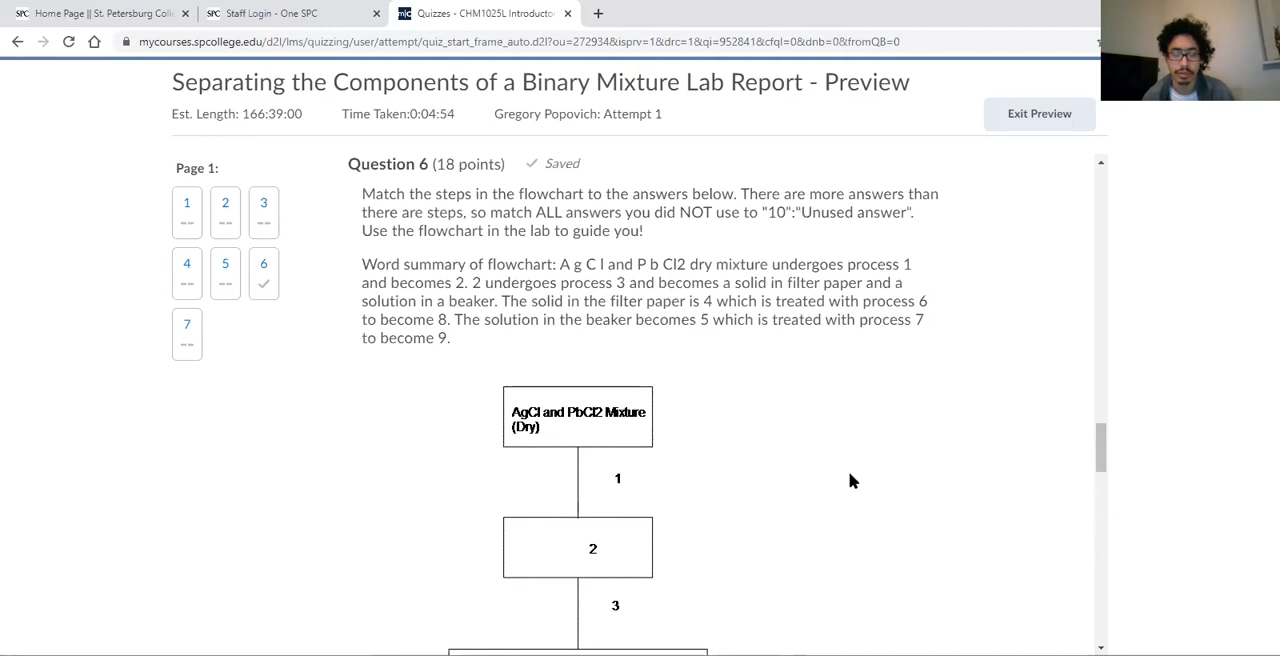 Home Page || St. Petersburg Coll
Staff Login - One SPC
Quizzes - CHM1025L Introductor
mycourses.spcollege.edu/d2l/lms/quizzing/user/attempt/quiz_start_frame_auto.d2l?ou=272934&isprv=1&drc=1&qi=952841&cfql=0&dnb=0&fromQB=0
Separating the Components of a Binary Mixture Lab Report - Preview
Est. Length: 166:39:00 Time Taken:0:04:54 Gregory Popovich: Attempt 1
Exit Preview
Page 1:
1 2 3
-- -- --
4 5 6
-- --
7
--
Question 6 (18 points) Saved
Match the steps in the flowchart to the answers below. There are more answers than
there are steps, so match ALL answers you did NOT use to "10":"Unused answer".
Use the flowchart in the lab to guide you!
Word summary of flowchart: A g C l and P b Cl2 dry mixture undergoes process 1
and becomes 2. 2 undergoes process 3 and becomes a solid in filter paper and a
solution in a beaker. The solid in the filter paper is 4 which is treated with process 6
to become 8. The solution in the beaker becomes 5 which is treated with process 7
to become 9.
AgCl and PbCl2 Mixture
(Dry)
1
2
3